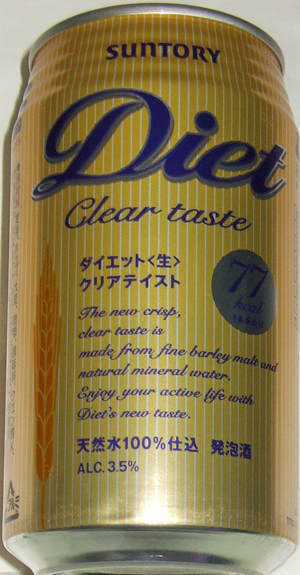 SUNTORY
Diet
Clear taste
ダイエット〈生〉
クリアテイスト
77
kcal
The new crisp,
clear taste is
made from fine barley malt and
natural mineral water.
Enjoy your active life with
Diet's new taste.
天然水100%仕込 発泡酒
ALC. 3.5%